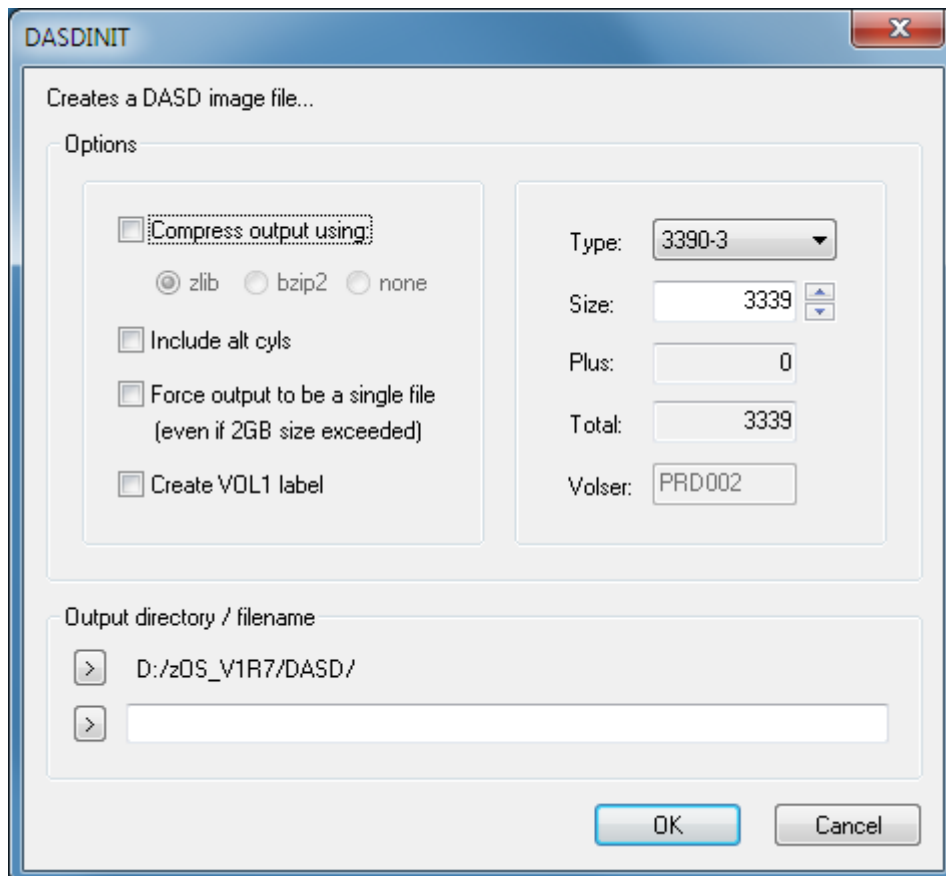 DASDINIT
Creates a DASD image file...
Options
Compress output using:
zlib bzip2 none
Include alt cyls
Force output to be a single file
(even if 2GB size exceeded)
Create VOL1 label
Type: 3390-3
Size: 3339
Plus: 0
Total: 3339
Volser: PRD002
Output directory / filename
> D:/zOS_V1R7/DASD/
>
OK Cancel